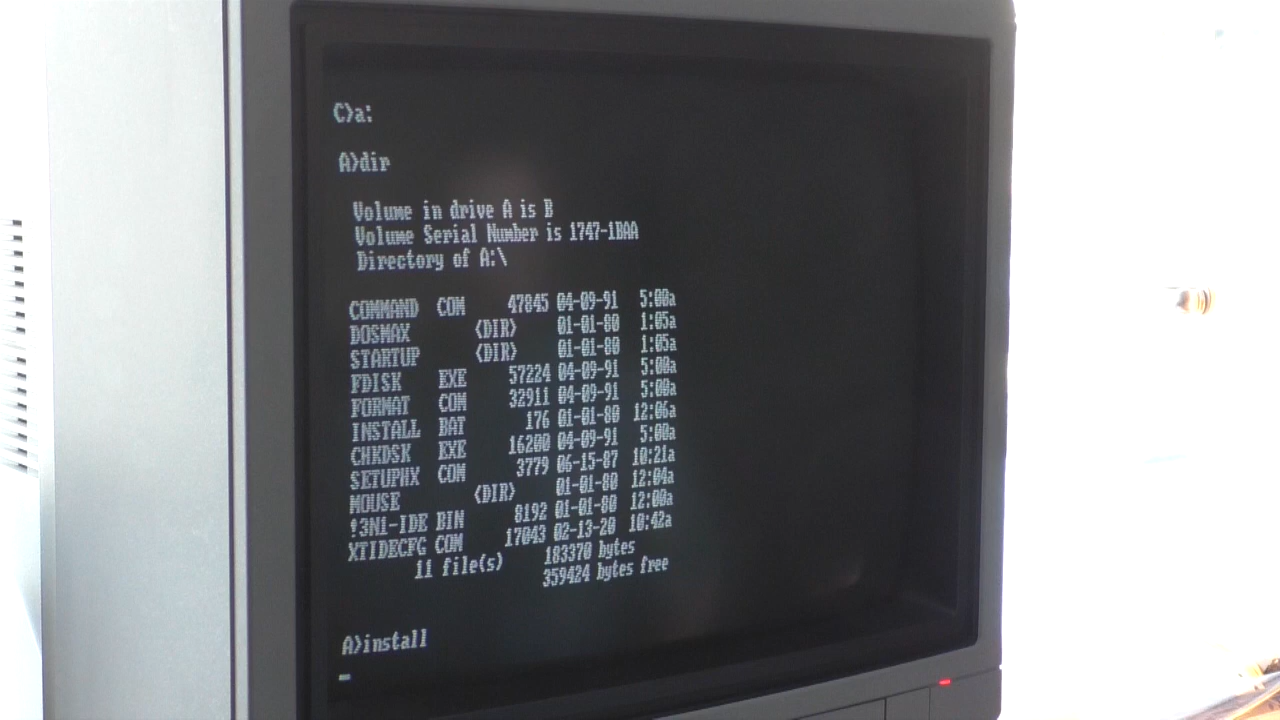 C>a:
A>dir
Volume in drive A is B
Volume Serial Number is 1747-1BAA
Directory of A:\
COMMAND COM 47845 04-09-91 5:00a
DOSMAX <DIR> 01-01-80 1:05a
STARTUP <DIR> 01-01-80 1:05a
FDISK EXE 57224 04-09-91 5:00a
FORMAT COM 32911 04-09-91 5:00a
INSTALL BAT 176 01-01-80 12:06a
CHKDSK EXE 16200 04-09-91 5:00a
SETUPHX COM 3779 06-15-87 10:21a
MOUSE <DIR> 01-01-80 12:04a
!3N1-IDE BIN 8192 01-01-80 12:00a
XTIDECFG COM 17043 02-13-20 10:42a
11 file(s) 183370 bytes
359424 bytes free
A>install